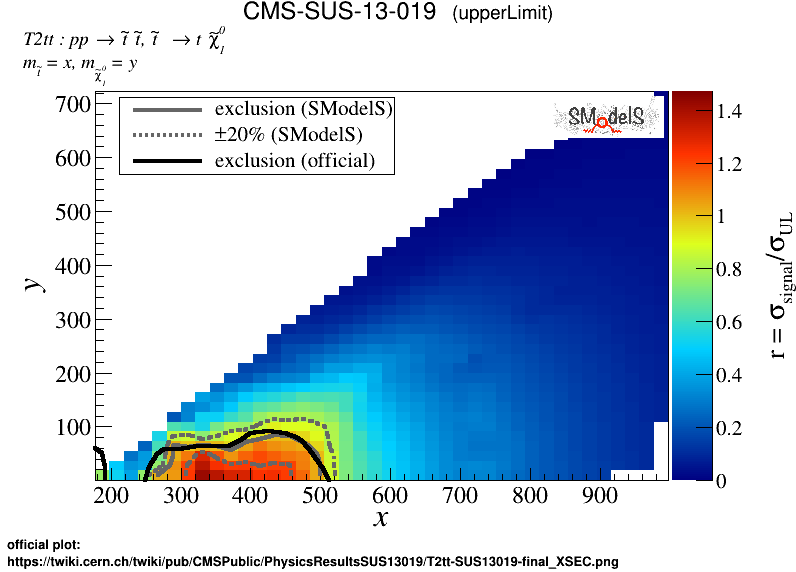 CMS-SUS-13-019 (upperLimit)
T2tt : pp → t̃ t̃, t̃ → t χ̃⁰₁
m_t̃ = x, m_χ̃⁰₁ = y
700
600
500
400
300
200
100
y
exclusion (SModelS)
±20% (SModelS)
exclusion (official)
SModelS
200 300 400 500 600 700 800 900
x
1.4
1.2
1
0.8
0.6
0.4
0.2
0
r = σ_signal/σ_UL
official plot:
https://twiki.cern.ch/twiki/pub/CMSPublic/PhysicsResultsSUS13019/T2tt-SUS13019-final_XSEC.png